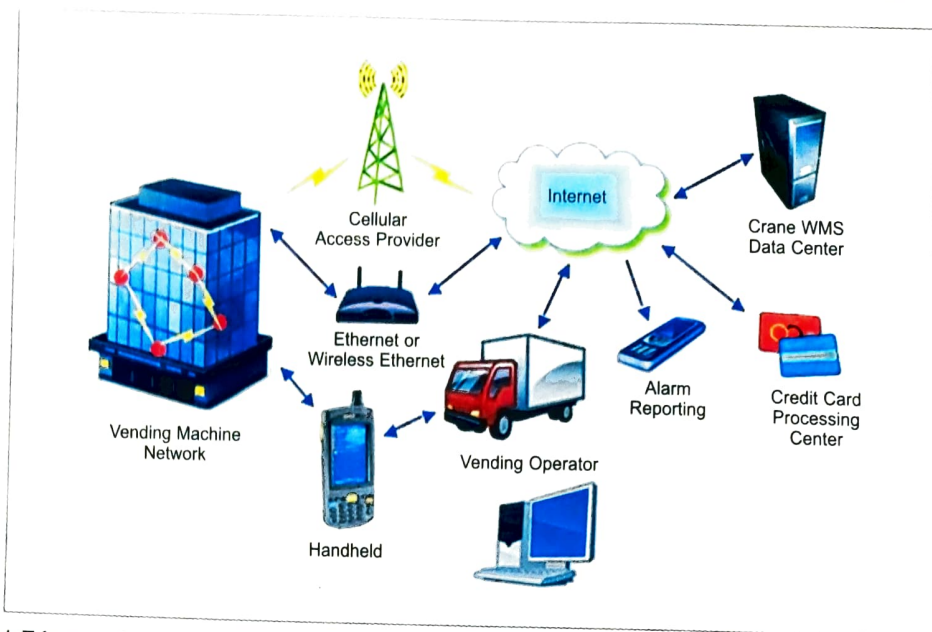 Cellular
Access Provider
Internet
Crane WMS
Data Center
Ethernet or
Wireless Ethernet
Alarm
Reporting
Credit Card
Processing
Center
Vending Machine
Network
Vending Operator
Handheld